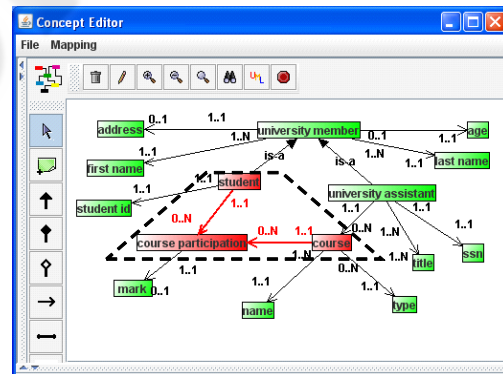 Concept Editor
File Mapping
UML
address
0..1
1..1
university member
0..1
1..1
age
1..N
1..N
first name
1..1
is-a
is-a
1..1
last name
student
1..1
university assistant
student id
1..1
1..1
1..1
1..1
0..N
0..N
1..1
0..N
1..N
1..1
course participation
course
1..N
0..N
1..N
title
ssn
mark
1..1
0..1
1..1
1..1
name
type